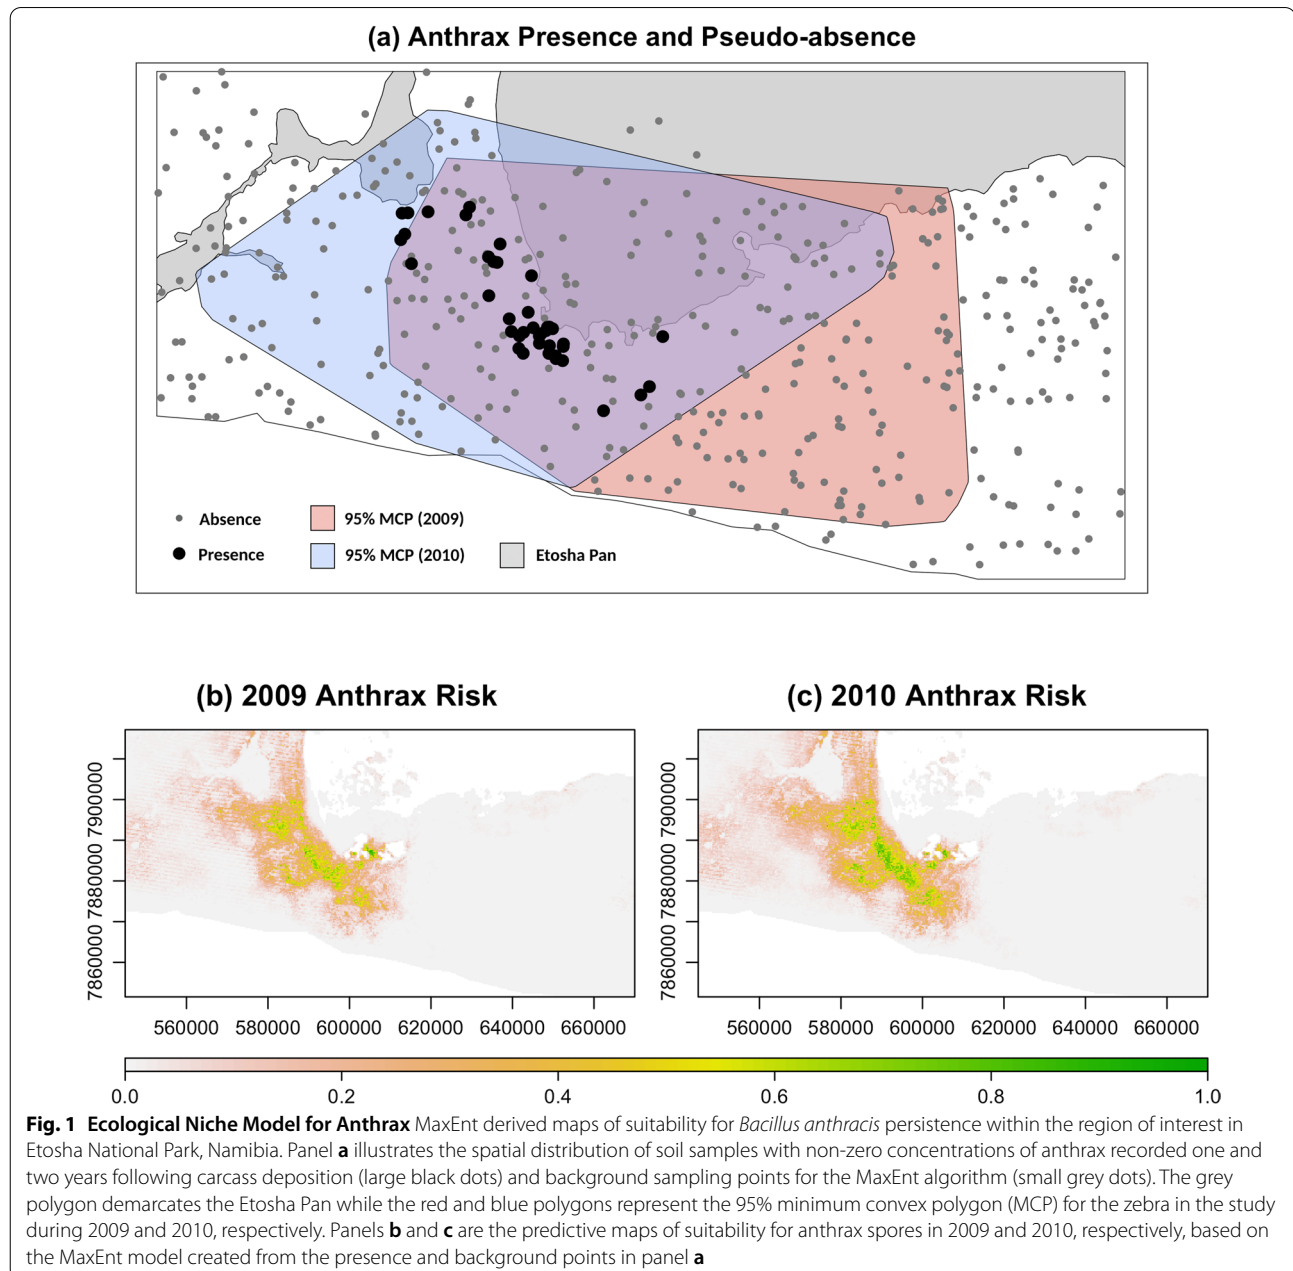 (a) Anthrax Presence and Pseudo-absence
Absence
95% MCP (2009)
Presence
95% MCP (2010)
Etosha Pan
(b) 2009 Anthrax Risk
(c) 2010 Anthrax Risk
7860000 7880000 7900000
560000 580000 600000 620000 640000 660000
7860000 7880000 7900000
560000 580000 600000 620000 640000 660000
0.0 0.2 0.4 0.6 0.8 1.0
Fig. 1 Ecological Niche Model for Anthrax MaxEnt derived maps of suitability for Bacillus anthracis persistence within the region of interest in
Etosha National Park, Namibia. Panel a illustrates the spatial distribution of soil samples with non-zero concentrations of anthrax recorded one and
two years following carcass deposition (large black dots) and background sampling points for the MaxEnt algorithm (small grey dots). The grey
polygon demarcates the Etosha Pan while the red and blue polygons represent the 95% minimum convex polygon (MCP) for the zebra in the study
during 2009 and 2010, respectively. Panels b and c are the predictive maps of suitability for anthrax spores in 2009 and 2010, respectively, based on
the MaxEnt model created from the presence and background points in panel a